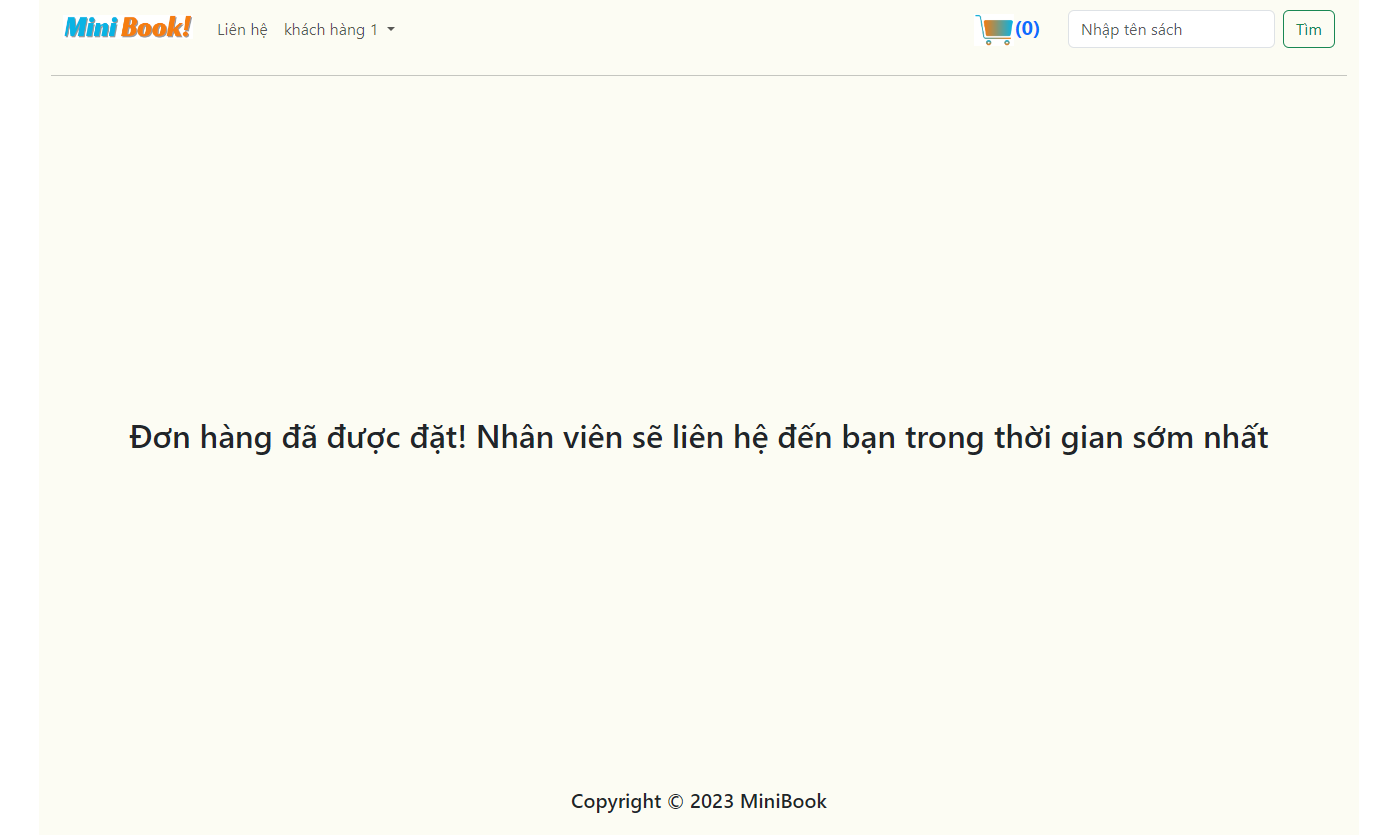 Mini Book!
Liên hệ
khách hàng 1
(0)
Nhập tên sách
Tìm
Đơn hàng đã được đặt! Nhân viên sẽ liên hệ đến bạn trong thời gian sớm nhất
Copyright © 2023 MiniBook